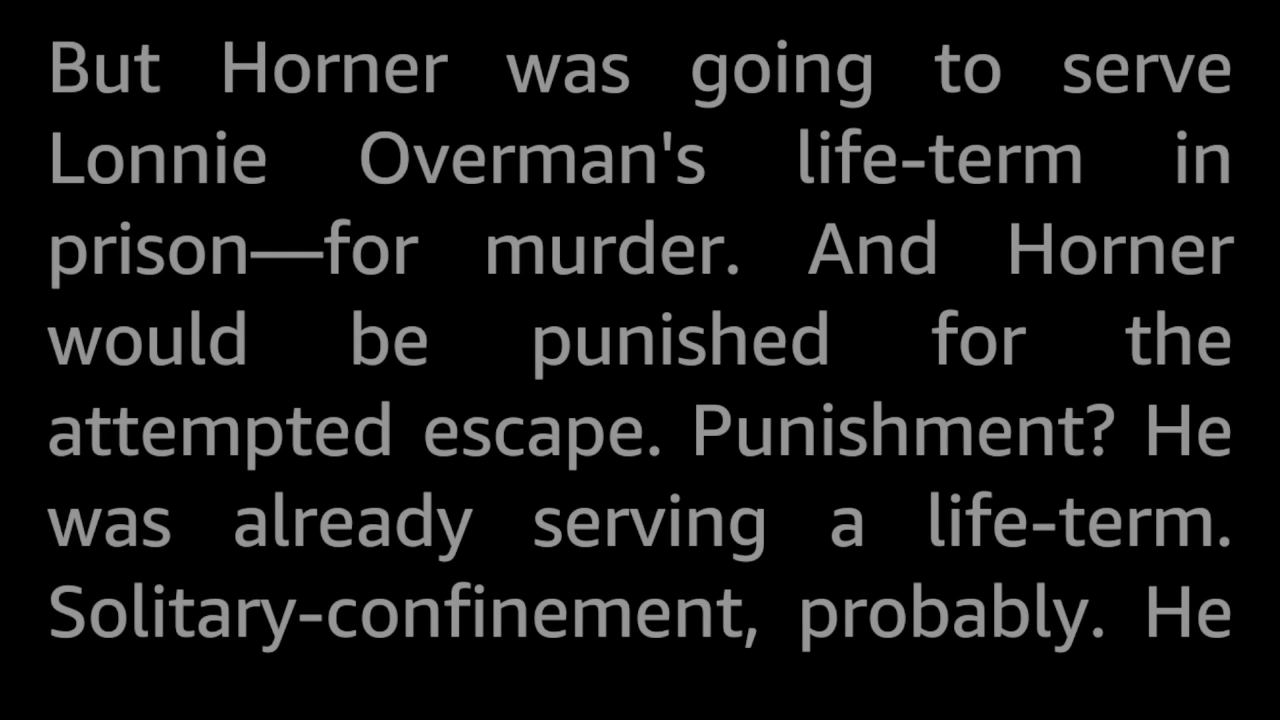 But Horner was going to serve
Lonnie Overman's life-term in
prison—for murder. And Horner
would be punished for the
attempted escape. Punishment? He
was already serving a life-term.
Solitary-confinement, probably. He